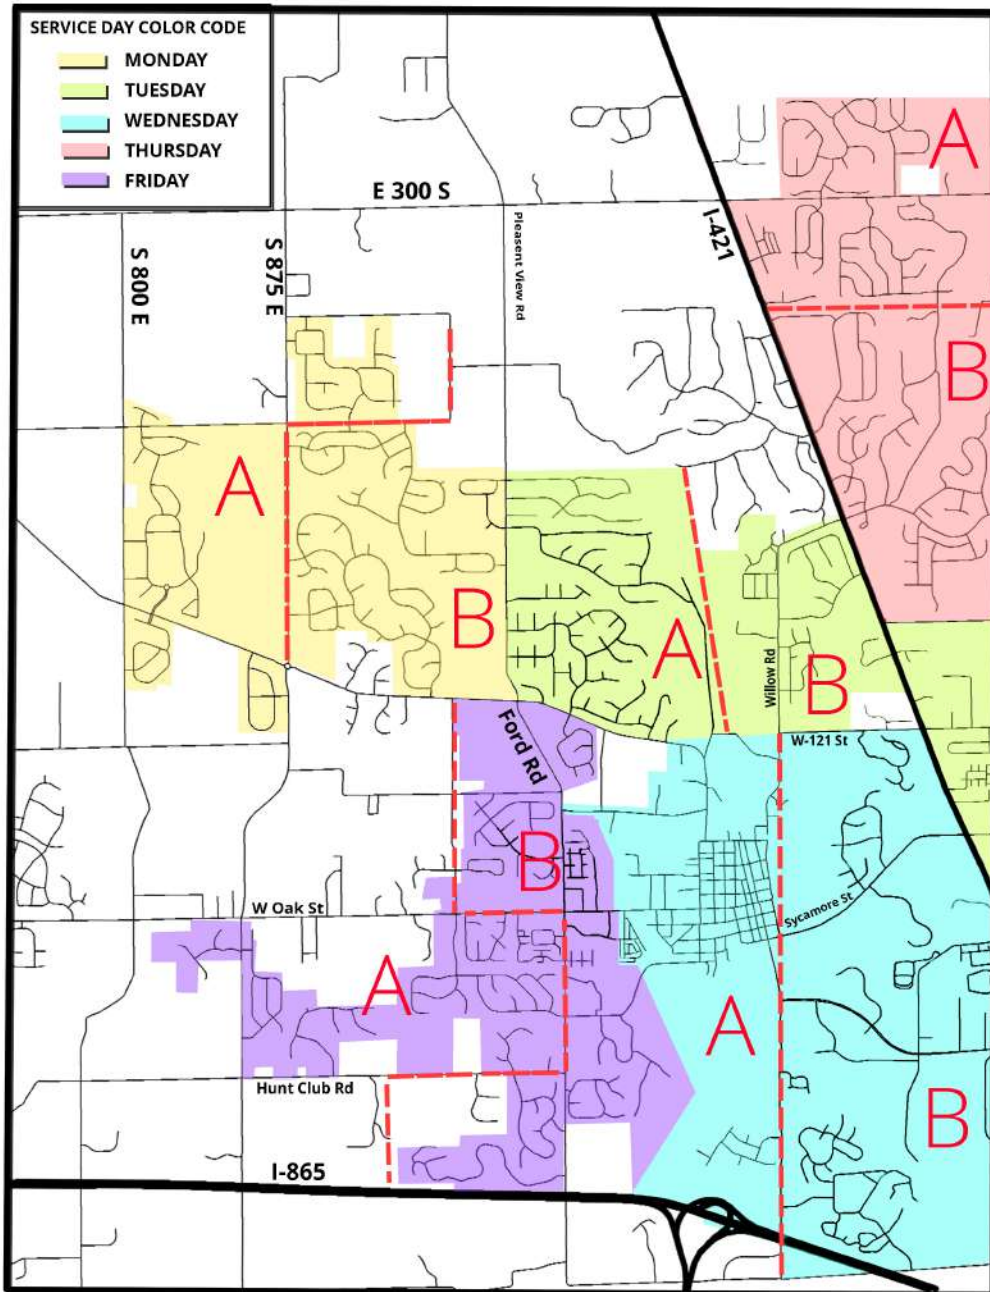 SERVICE DAY COLOR CODE
MONDAY
TUESDAY
WEDNESDAY
THURSDAY
FRIDAY
A
E 300 S
I-421
Pleasent View Rd
S 800 E
S 875 E
B
A
B
A
B
Willow Rd
Ford Rd
W-121 St
B
W Oak St
Sycamore St
A
A
B
Hunt Club Rd
I-865